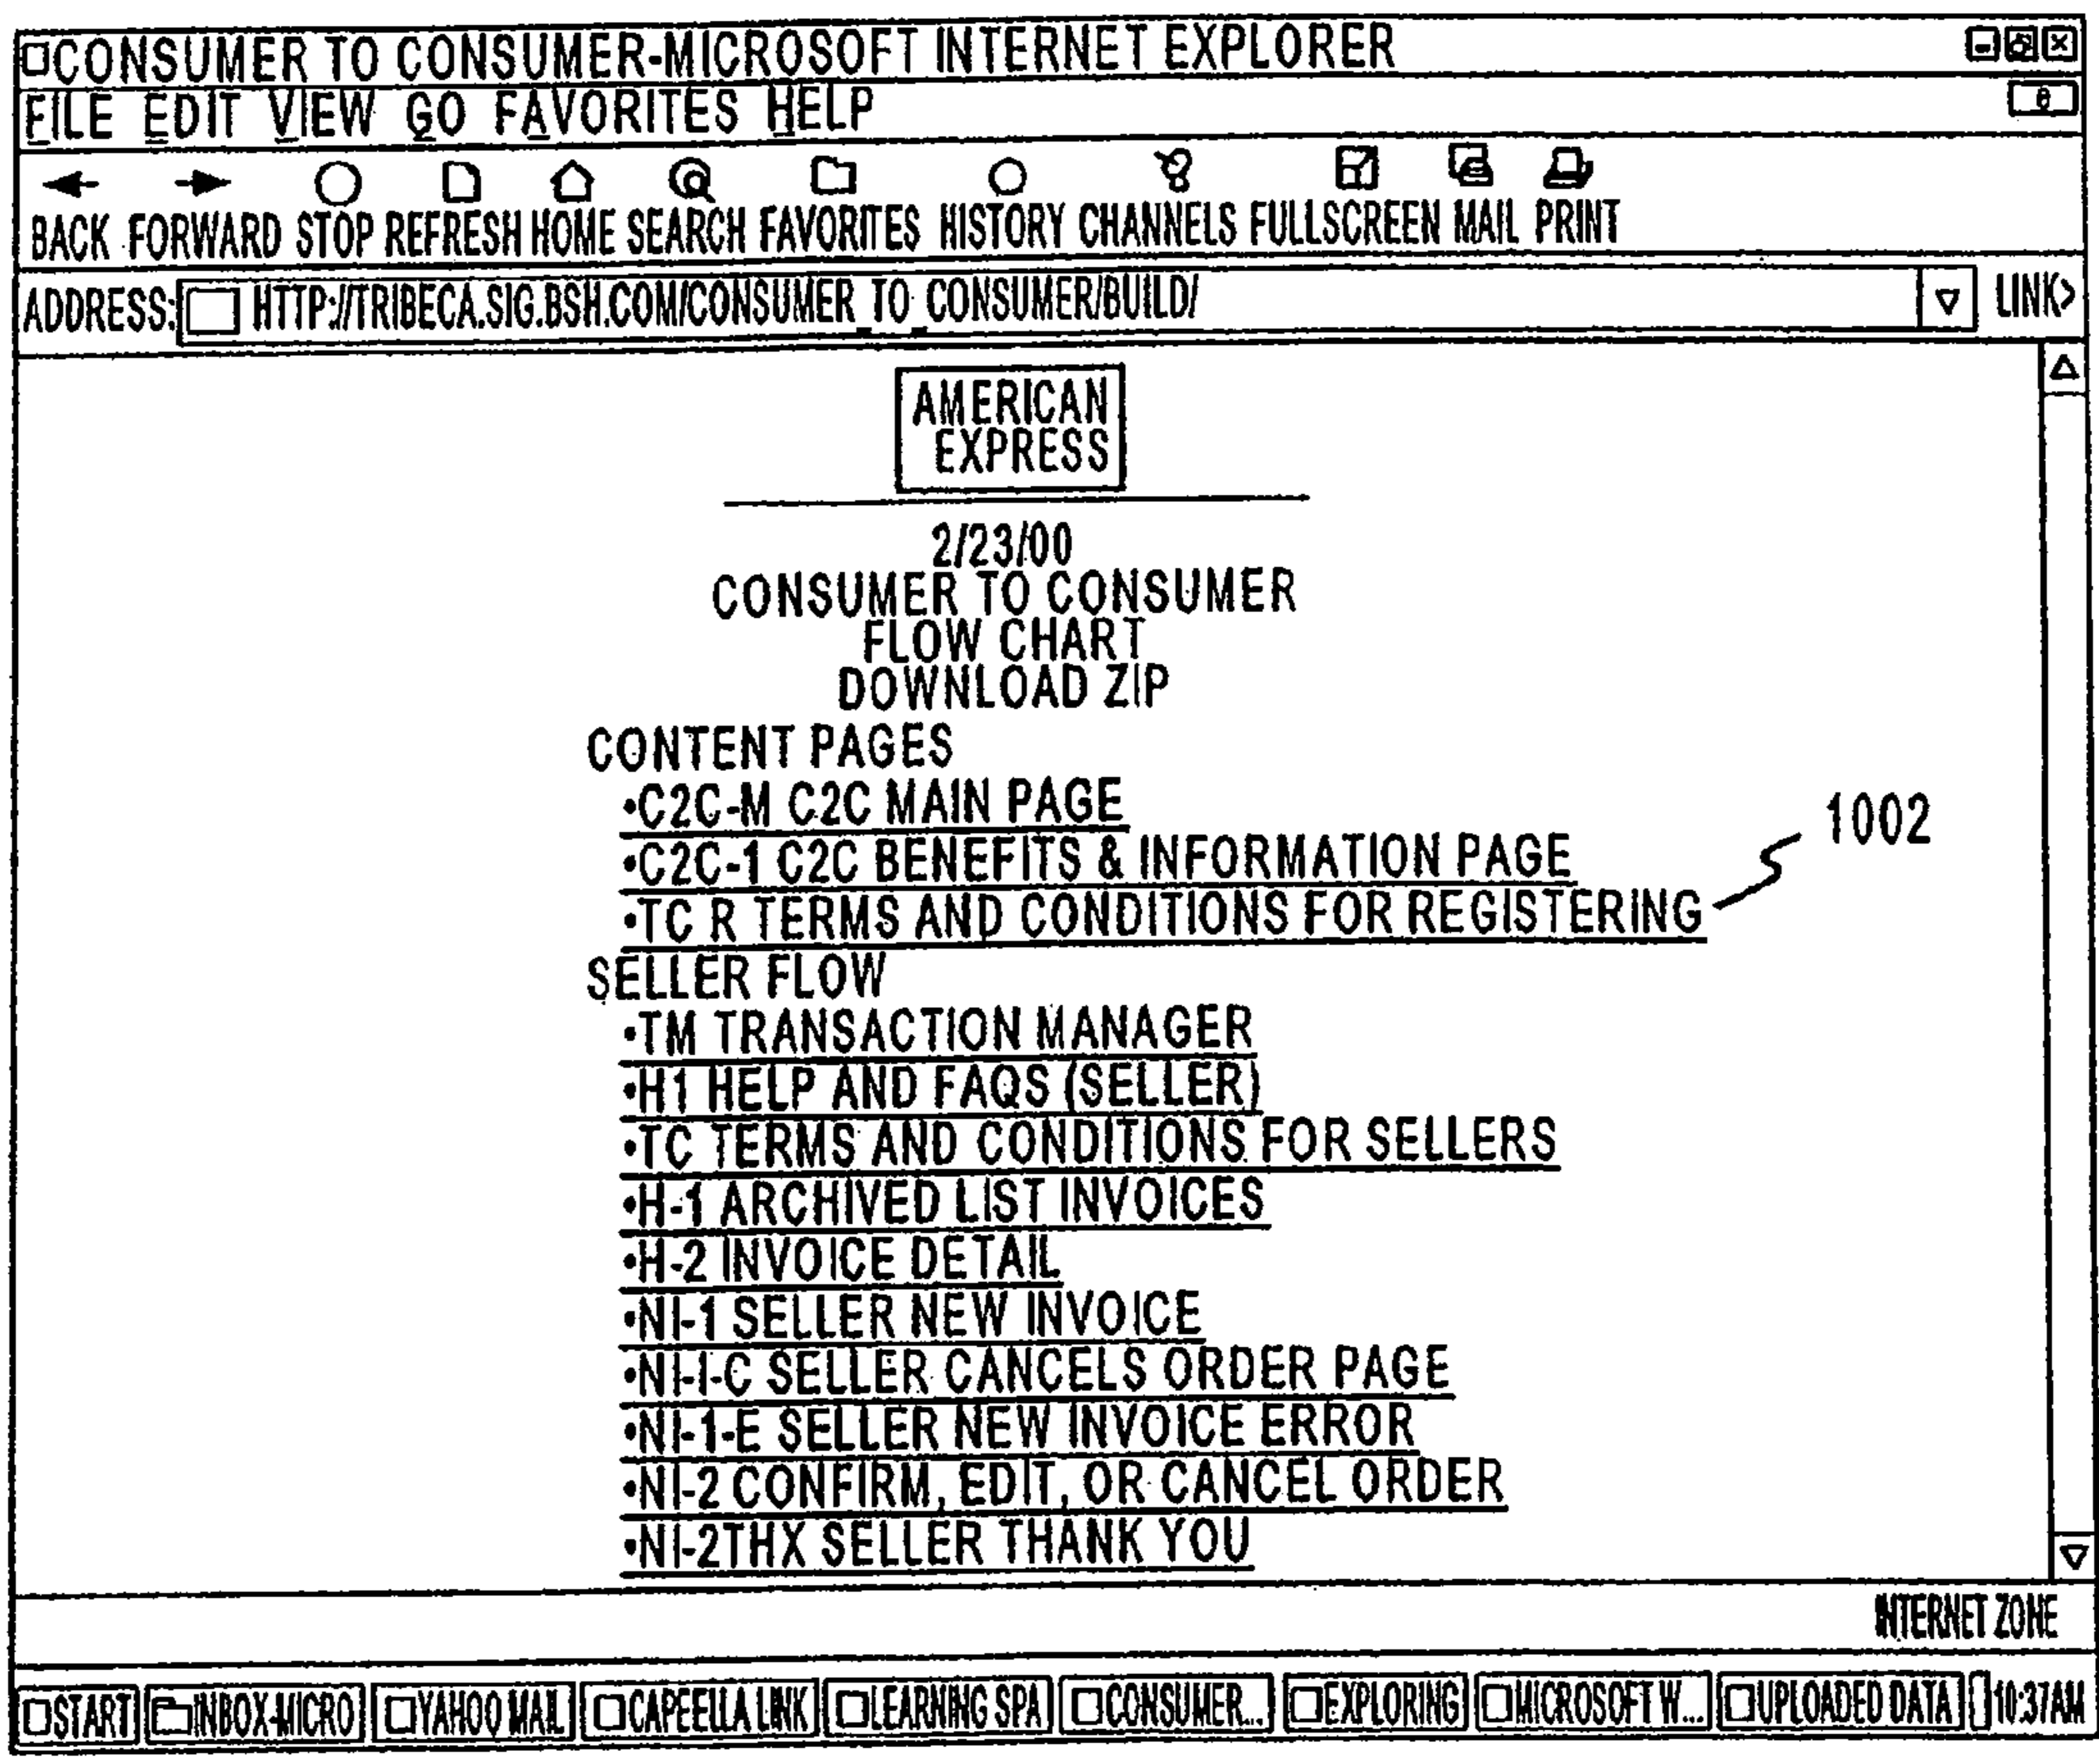 CONSUMER TO CONSUMER-MICROSOFT INTERNET EXPLORER
FILE EDIT VIEW GO FAVORITES HELP
e
BACK FORWARD STOP REFRESH HOME SEARCH FAVORITES HISTORY CHANNELS FULLSCREEN MAIL PRINT
ADDRESS: HTTP://TRIBECA.SIG.BSH.COM/CONSUMER_TO_CONSUMER/BUILD/ LINK>
AMERICAN
EXPRESS
2/23/00
CONSUMER TO CONSUMER
FLOW CHART
DOWNLOAD ZIP
CONTENT PAGES
•C2C-M C2C MAIN PAGE
1002
•C2C-1 C2C BENEFITS & INFORMATION PAGE
•TC R TERMS AND CONDITIONS FOR REGISTERING
SELLER FLOW
•TM TRANSACTION MANAGER
•H1 HELP AND FAQS (SELLER)
•TC TERMS AND CONDITIONS FOR SELLERS
•H-1 ARCHIVED LIST INVOICES
•H-2 INVOICE DETAIL
•NI-1 SELLER NEW INVOICE
•NI-I-C SELLER CANCELS ORDER PAGE
•NI-1-E SELLER NEW INVOICE ERROR
•NI-2 CONFIRM, EDIT, OR CANCEL ORDER
•NI-2THX SELLER THANK YOU
INTERNET ZONE
START INBOX-MICRO YAHOO MAIL CAPEELLA LINK LEARNING SPA CONSUMER... EXPLORING MICROSOFT W... UPLOADED DATA 10:37AM